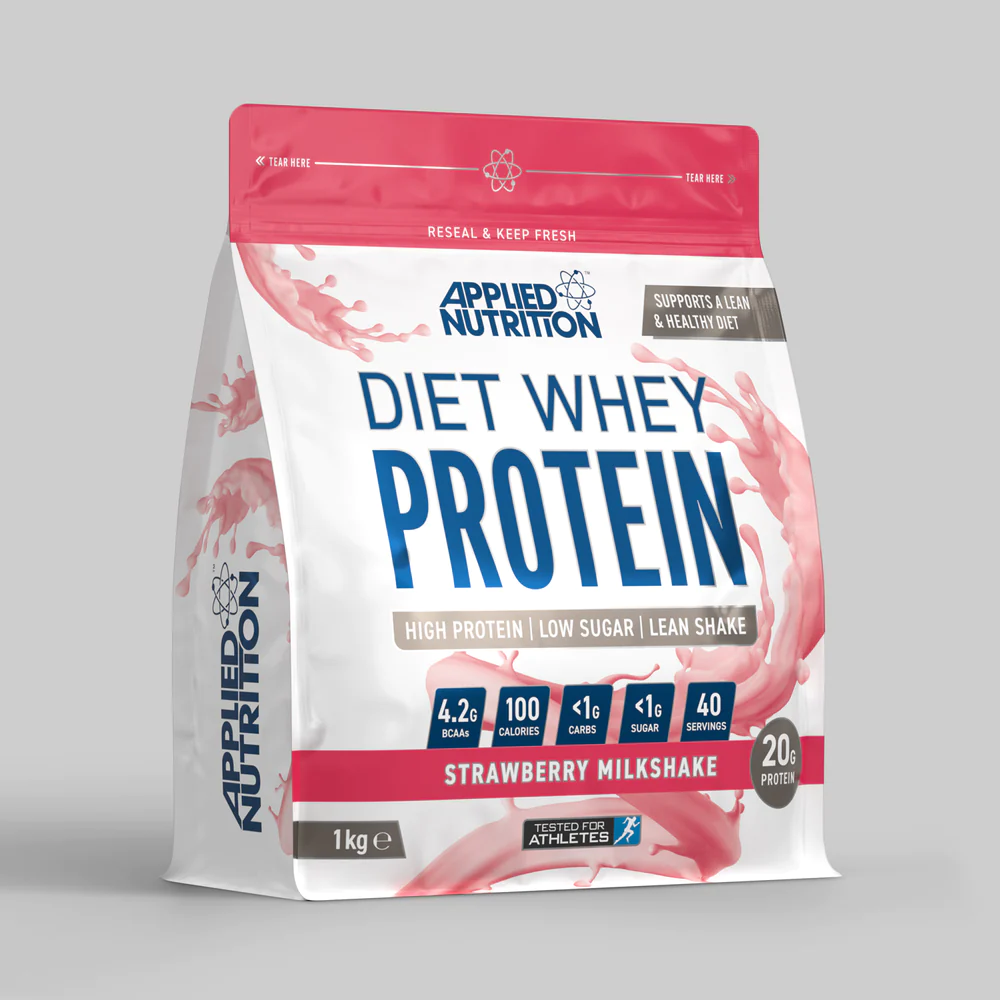 « TEAR HERE
TEAR HERE »
RESEAL & KEEP FRESH
APPLIED
NUTRITION
™
SUPPORTS A LEAN
& HEALTHY DIET
DIET WHEY
PROTEIN
HIGH PROTEIN | LOW SUGAR | LEAN SHAKE
4.2G
BCAAs
100
CALORIES
<1G
CARBS
<1G
SUGAR
40
SERVINGS
STRAWBERRY MILKSHAKE
20G
PROTEIN
1kg ℮
TESTED FOR
ATHLETES
APPLIED
NUTRITION
™